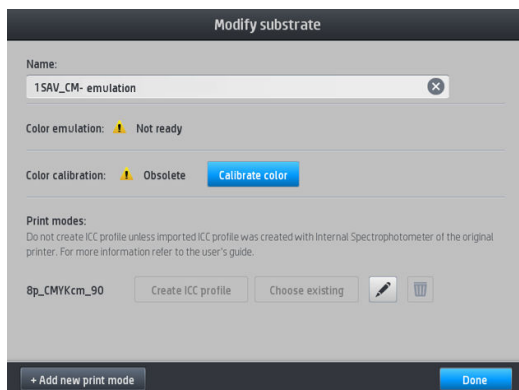 Modify substrate
Name:
1SAV_CM- emulation
Color emulation: Not ready
Color calibration: Obsolete Calibrate color
Print modes:
Do not create ICC profile unless imported ICC profile was created with Internal Spectrophotometer of the original
printer. For more information refer to the user's guide.
8p_CMYKcm_90 Create ICC profile Choose existing
+ Add new print mode Done